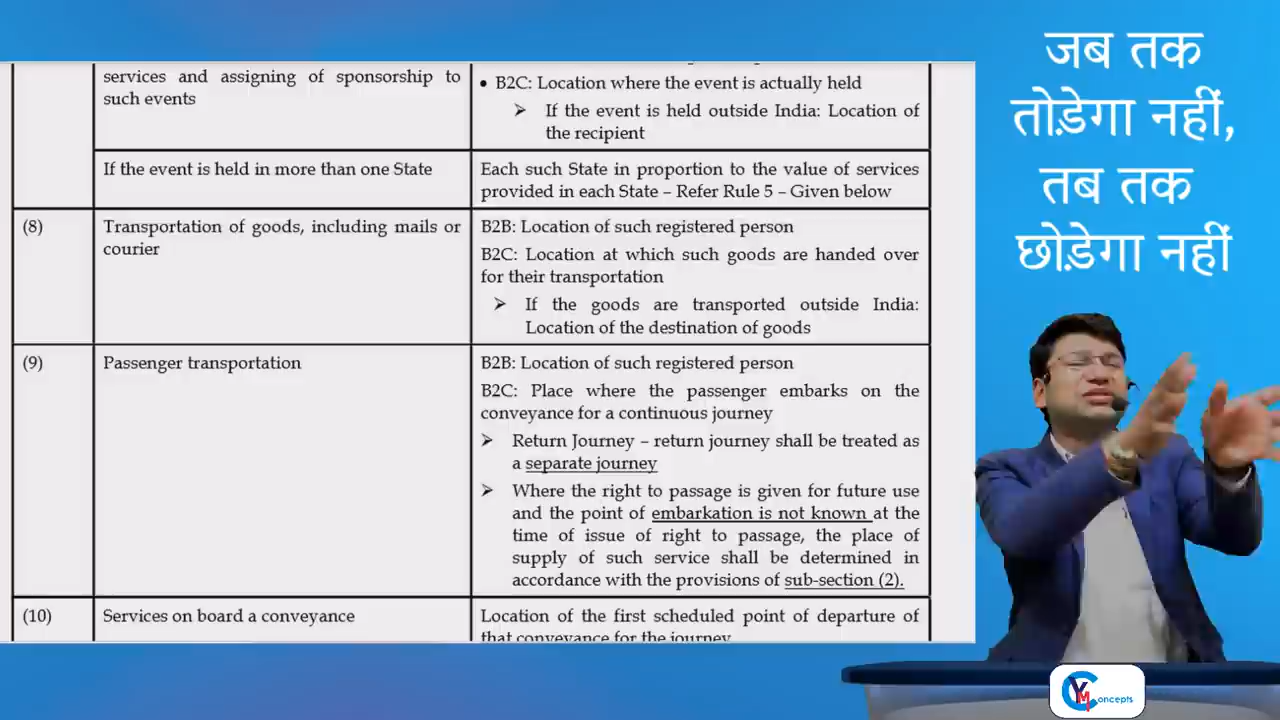 services and assigning of sponsorship to
such events
• B2C: Location where the event is actually held
➤ If the event is held outside India: Location of
the recipient
If the event is held in more than one State
Each such State in proportion to the value of services
provided in each State – Refer Rule 5 – Given below
(8)
Transportation of goods, including mails or
courier
B2B: Location of such registered person
B2C: Location at which such goods are handed over
for their transportation
➤ If the goods are transported outside India:
Location of the destination of goods
(9)
Passenger transportation
B2B: Location of such registered person
B2C: Place where the passenger embarks on the
conveyance for a continuous journey
➤ Return Journey – return journey shall be treated as
a separate journey
➤ Where the right to passage is given for future use
and the point of embarkation is not known at the
time of issue of right to passage, the place of
supply of such service shall be determined in
accordance with the provisions of sub-section (2).
(10)
Services on board a conveyance
Location of the first scheduled point of departure of
that conveyance for the journey
जब तक
तोड़ेगा नहीं,
तब तक
छोड़ेगा नहीं
YM Concepts